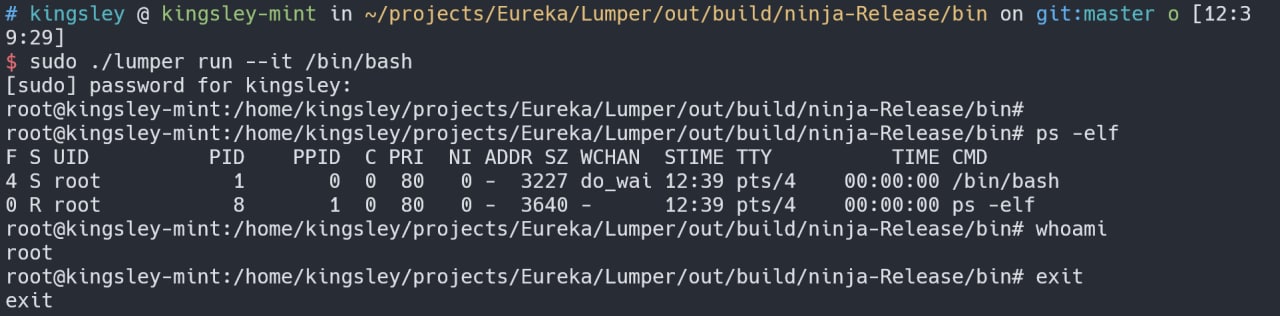 # kingsley @ kingsley-mint in ~/projects/Eureka/Lumper/out/build/ninja-Release/bin on git:master o [12:3
9:29]
$ sudo ./lumper run --it /bin/bash
[sudo] password for kingsley:
root@kingsley-mint:/home/kingsley/projects/Eureka/Lumper/out/build/ninja-Release/bin#
root@kingsley-mint:/home/kingsley/projects/Eureka/Lumper/out/build/ninja-Release/bin# ps -elf
F S UID          PID    PPID  C PRI  NI ADDR SZ WCHAN  STIME TTY          TIME CMD
4 S root           1       0  0  80   0 -  3227 do_wai 12:39 pts/4    00:00:00 /bin/bash
0 R root           8       1  0  80   0 -  3640 -      12:39 pts/4    00:00:00 ps -elf
root@kingsley-mint:/home/kingsley/projects/Eureka/Lumper/out/build/ninja-Release/bin# whoami
root
root@kingsley-mint:/home/kingsley/projects/Eureka/Lumper/out/build/ninja-Release/bin# exit
exit